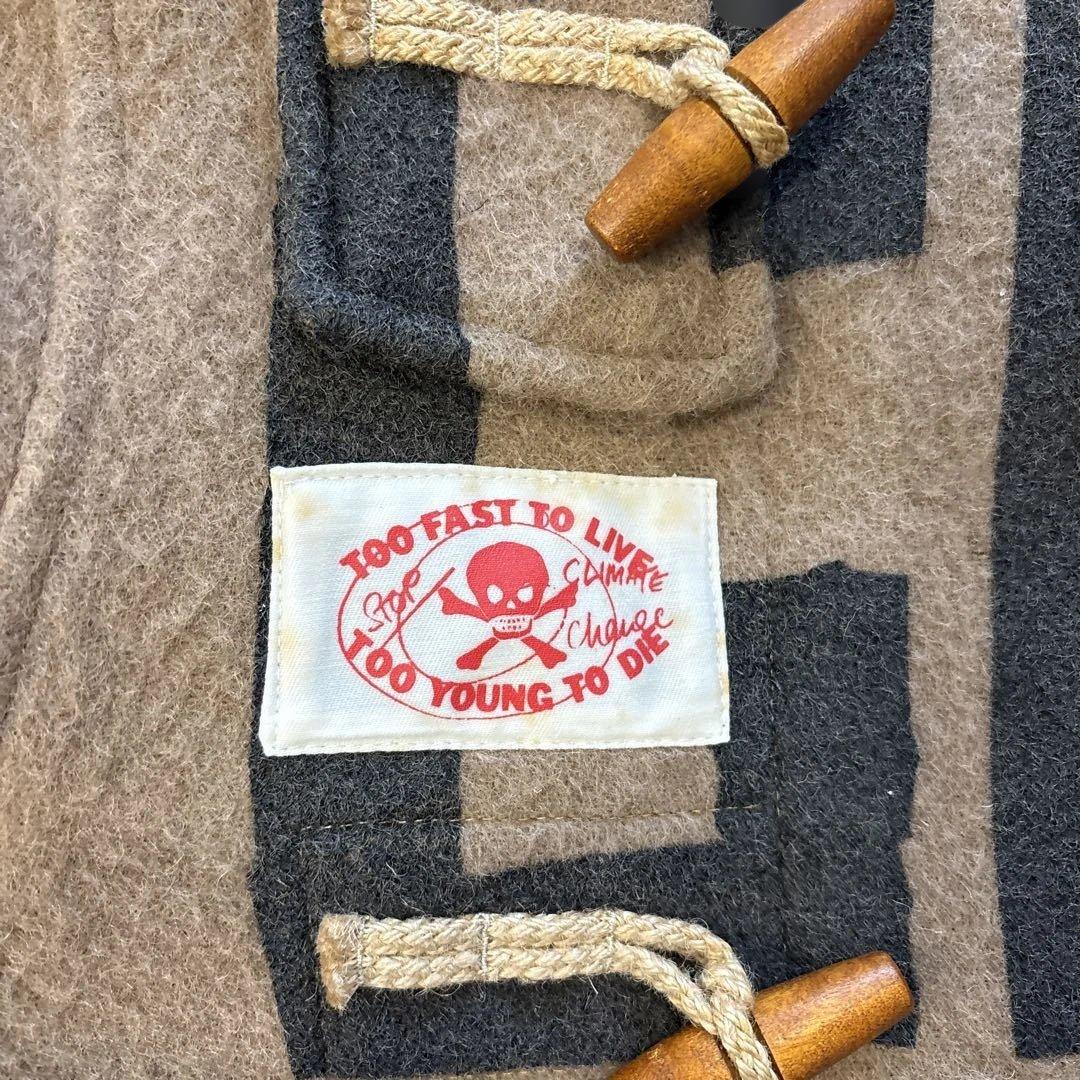 TOO FAST TO LIVE
STOP CLIMATE
Change
TOO YOUNG TO DIE